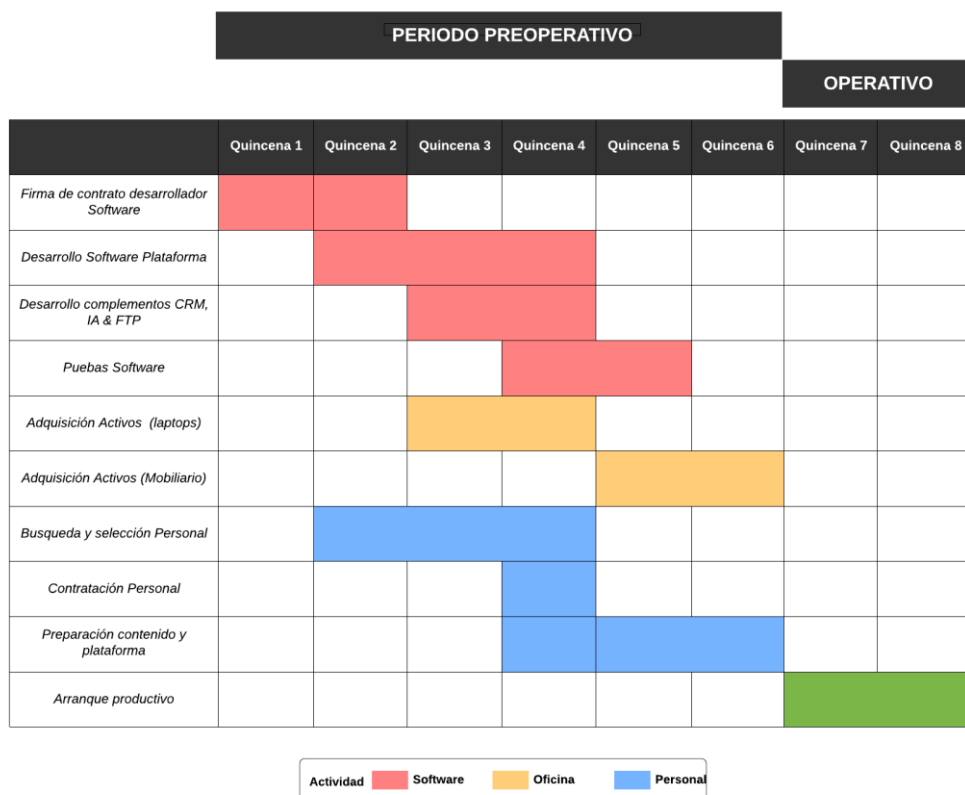 PERIODO PREOPERATIVO
OPERATIVO
Quincena 1 Quincena 2 Quincena 3 Quincena 4 Quincena 5 Quincena 6 Quincena 7 Quincena 8
Firma de contrato desarrollador
Software
Desarrollo Software Plataforma
Desarrollo complementos CRM,
IA & FTP
Puebas Software
Adquisición Activos (laptops)
Adquisición Activos (Mobiliario)
Busqueda y selección Personal
Contratación Personal
Preparación contenido y
plataforma
Arranque productivo
Actividad Software Oficina Personal